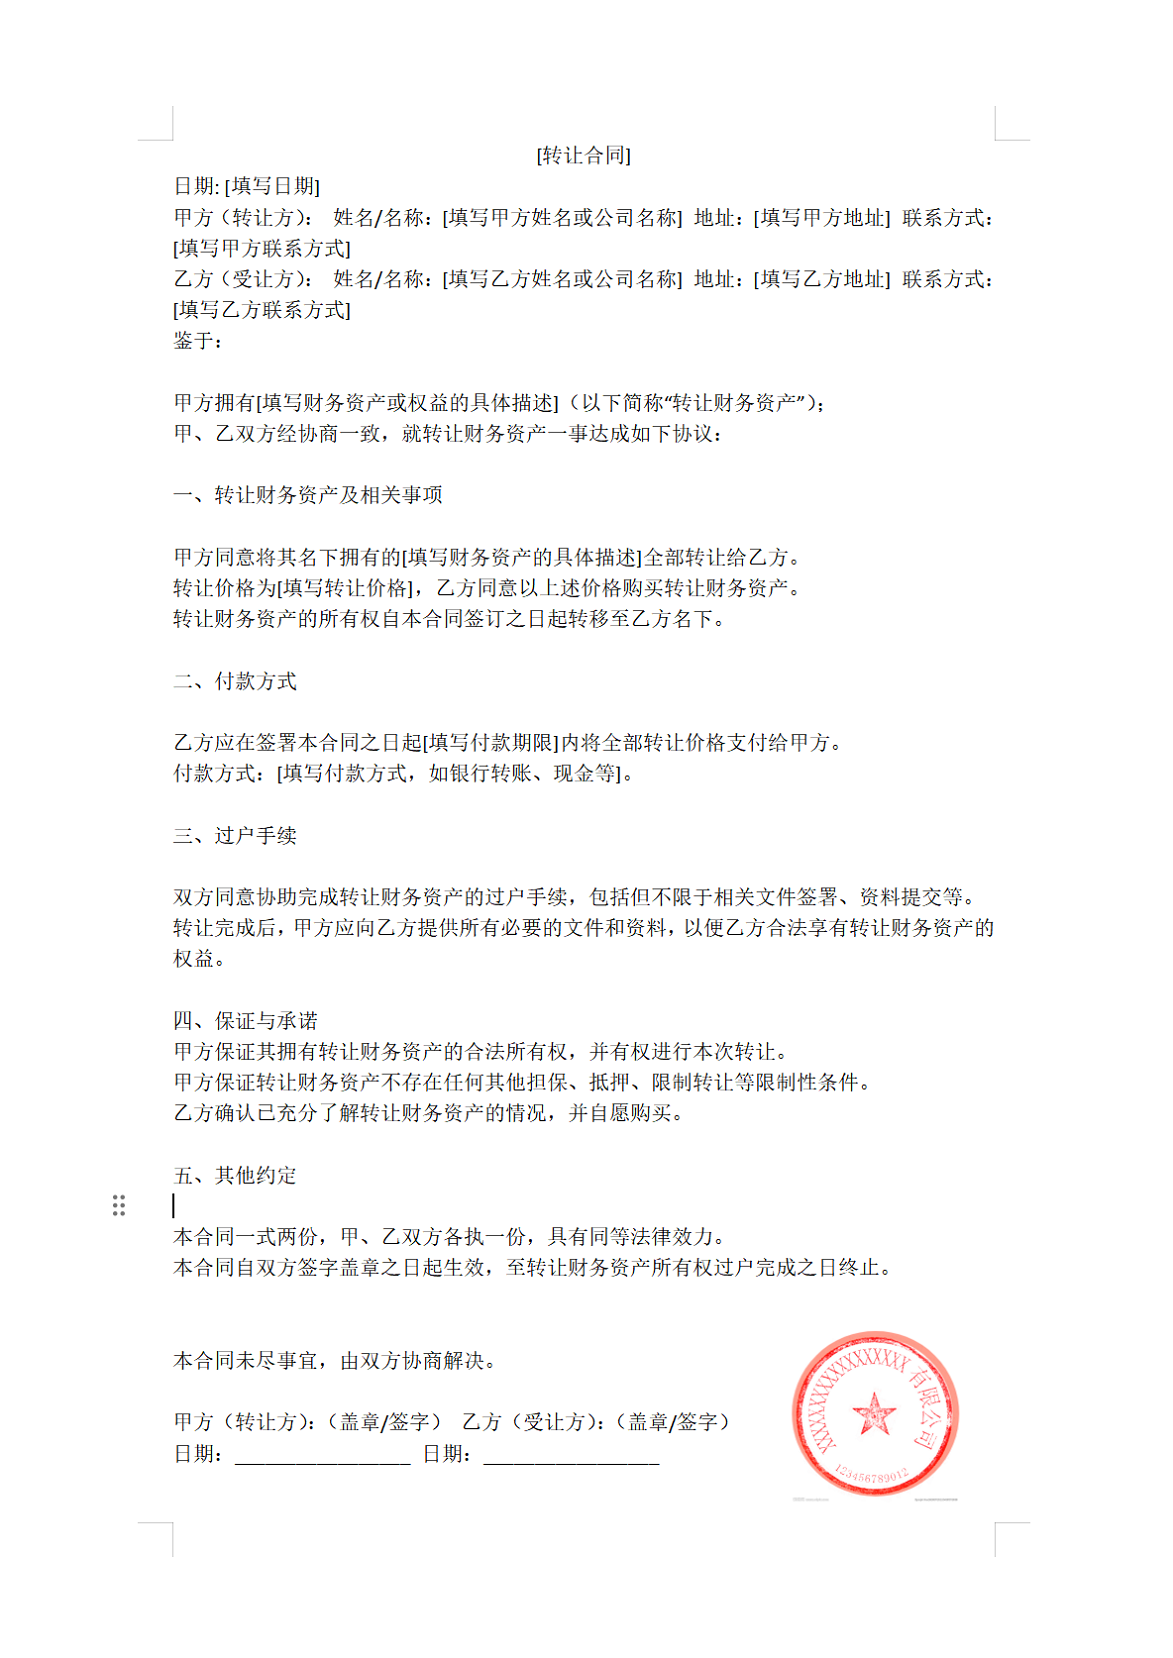 [转让合同]
日期: [填写日期]
甲方（转让方）： 姓名/名称：[填写甲方姓名或公司名称] 地址：[填写甲方地址] 联系方式：
[填写甲方联系方式]
乙方（受让方）： 姓名/名称：[填写乙方姓名或公司名称] 地址：[填写乙方地址] 联系方式：
[填写乙方联系方式]
鉴于：
甲方拥有[填写财务资产或权益的具体描述]（以下简称“转让财务资产”）；
甲、乙双方经协商一致，就转让财务资产一事达成如下协议：
一、转让财务资产及相关事项
甲方同意将其名下拥有的[填写财务资产的具体描述]全部转让给乙方。
转让价格为[填写转让价格]，乙方同意以上述价格购买转让财务资产。
转让财务资产的所有权自本合同签订之日起转移至乙方名下。
二、付款方式
乙方应在签署本合同之日起[填写付款期限]内将全部转让价格支付给甲方。
付款方式：[填写付款方式，如银行转账、现金等]。
三、过户手续
双方同意协助完成转让财务资产的过户手续，包括但不限于相关文件签署、资料提交等。
转让完成后，甲方应向乙方提供所有必要的文件和资料，以便乙方合法享有转让财务资产的
权益。
四、保证与承诺
甲方保证其拥有转让财务资产的合法所有权，并有权进行本次转让。
甲方保证转让财务资产不存在任何其他担保、抵押、限制转让等限制性条件。
乙方确认已充分了解转让财务资产的情况，并自愿购买。
五、其他约定
本合同一式两份，甲、乙双方各执一份，具有同等法律效力。
本合同自双方签字盖章之日起生效，至转让财务资产所有权过户完成之日终止。
本合同未尽事宜，由双方协商解决。
甲方（转让方）：（盖章/签字） 乙方（受让方）：（盖章/签字）
日期：________________ 日期：________________
XXXXXXXXXXXXXXXX有限公司
123456789012